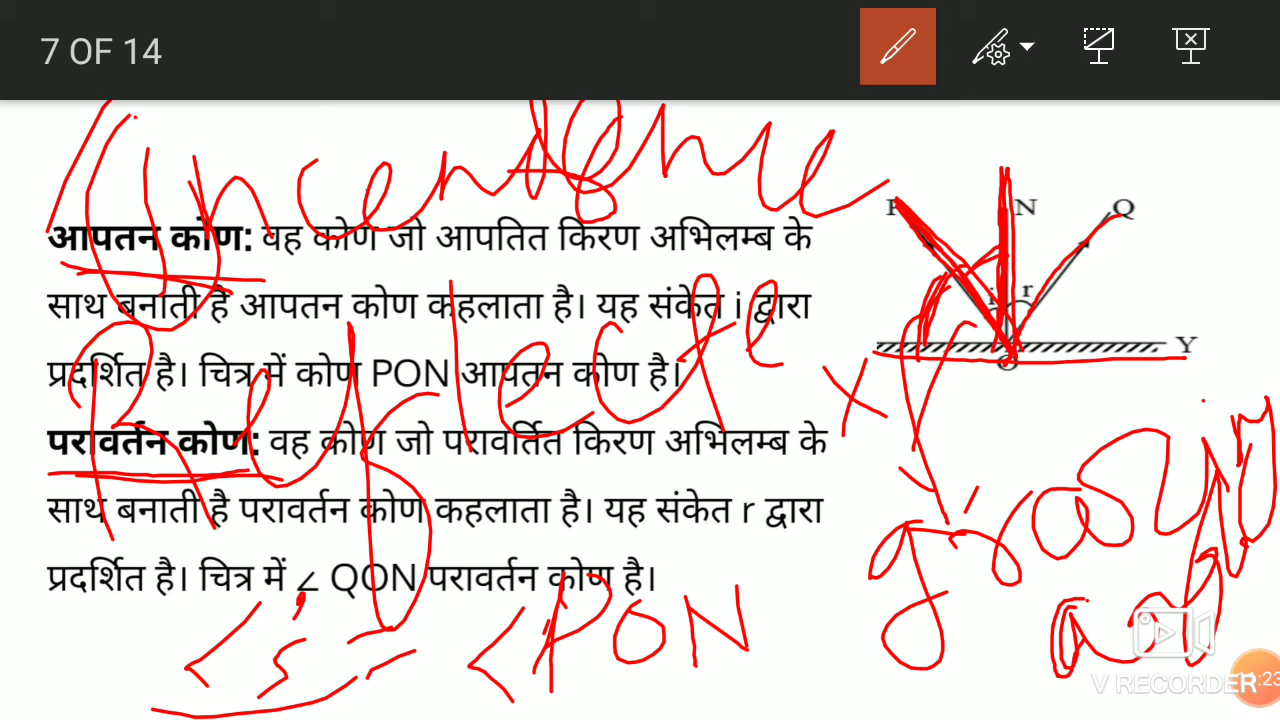 7 OF 14
आपतन कोण: वह कोण जो आपतित किरण अभिलम्ब के
साथ बनाती है आपतन कोण कहलाता है। यह संकेत i द्वारा
प्रदर्शित है। चित्र में कोण PON आपतन कोण है।
परावर्तन कोण: वह कोण जो परावर्तित किरण अभिलम्ब के
साथ बनाती है परावर्तन कोण कहलाता है। यह संकेत r द्वारा
प्रदर्शित है। चित्र में ∠ QON परावर्तन कोण है।
P N Q
i r
Y
O
X
Reflecte
<i = <PON
V RECORDER